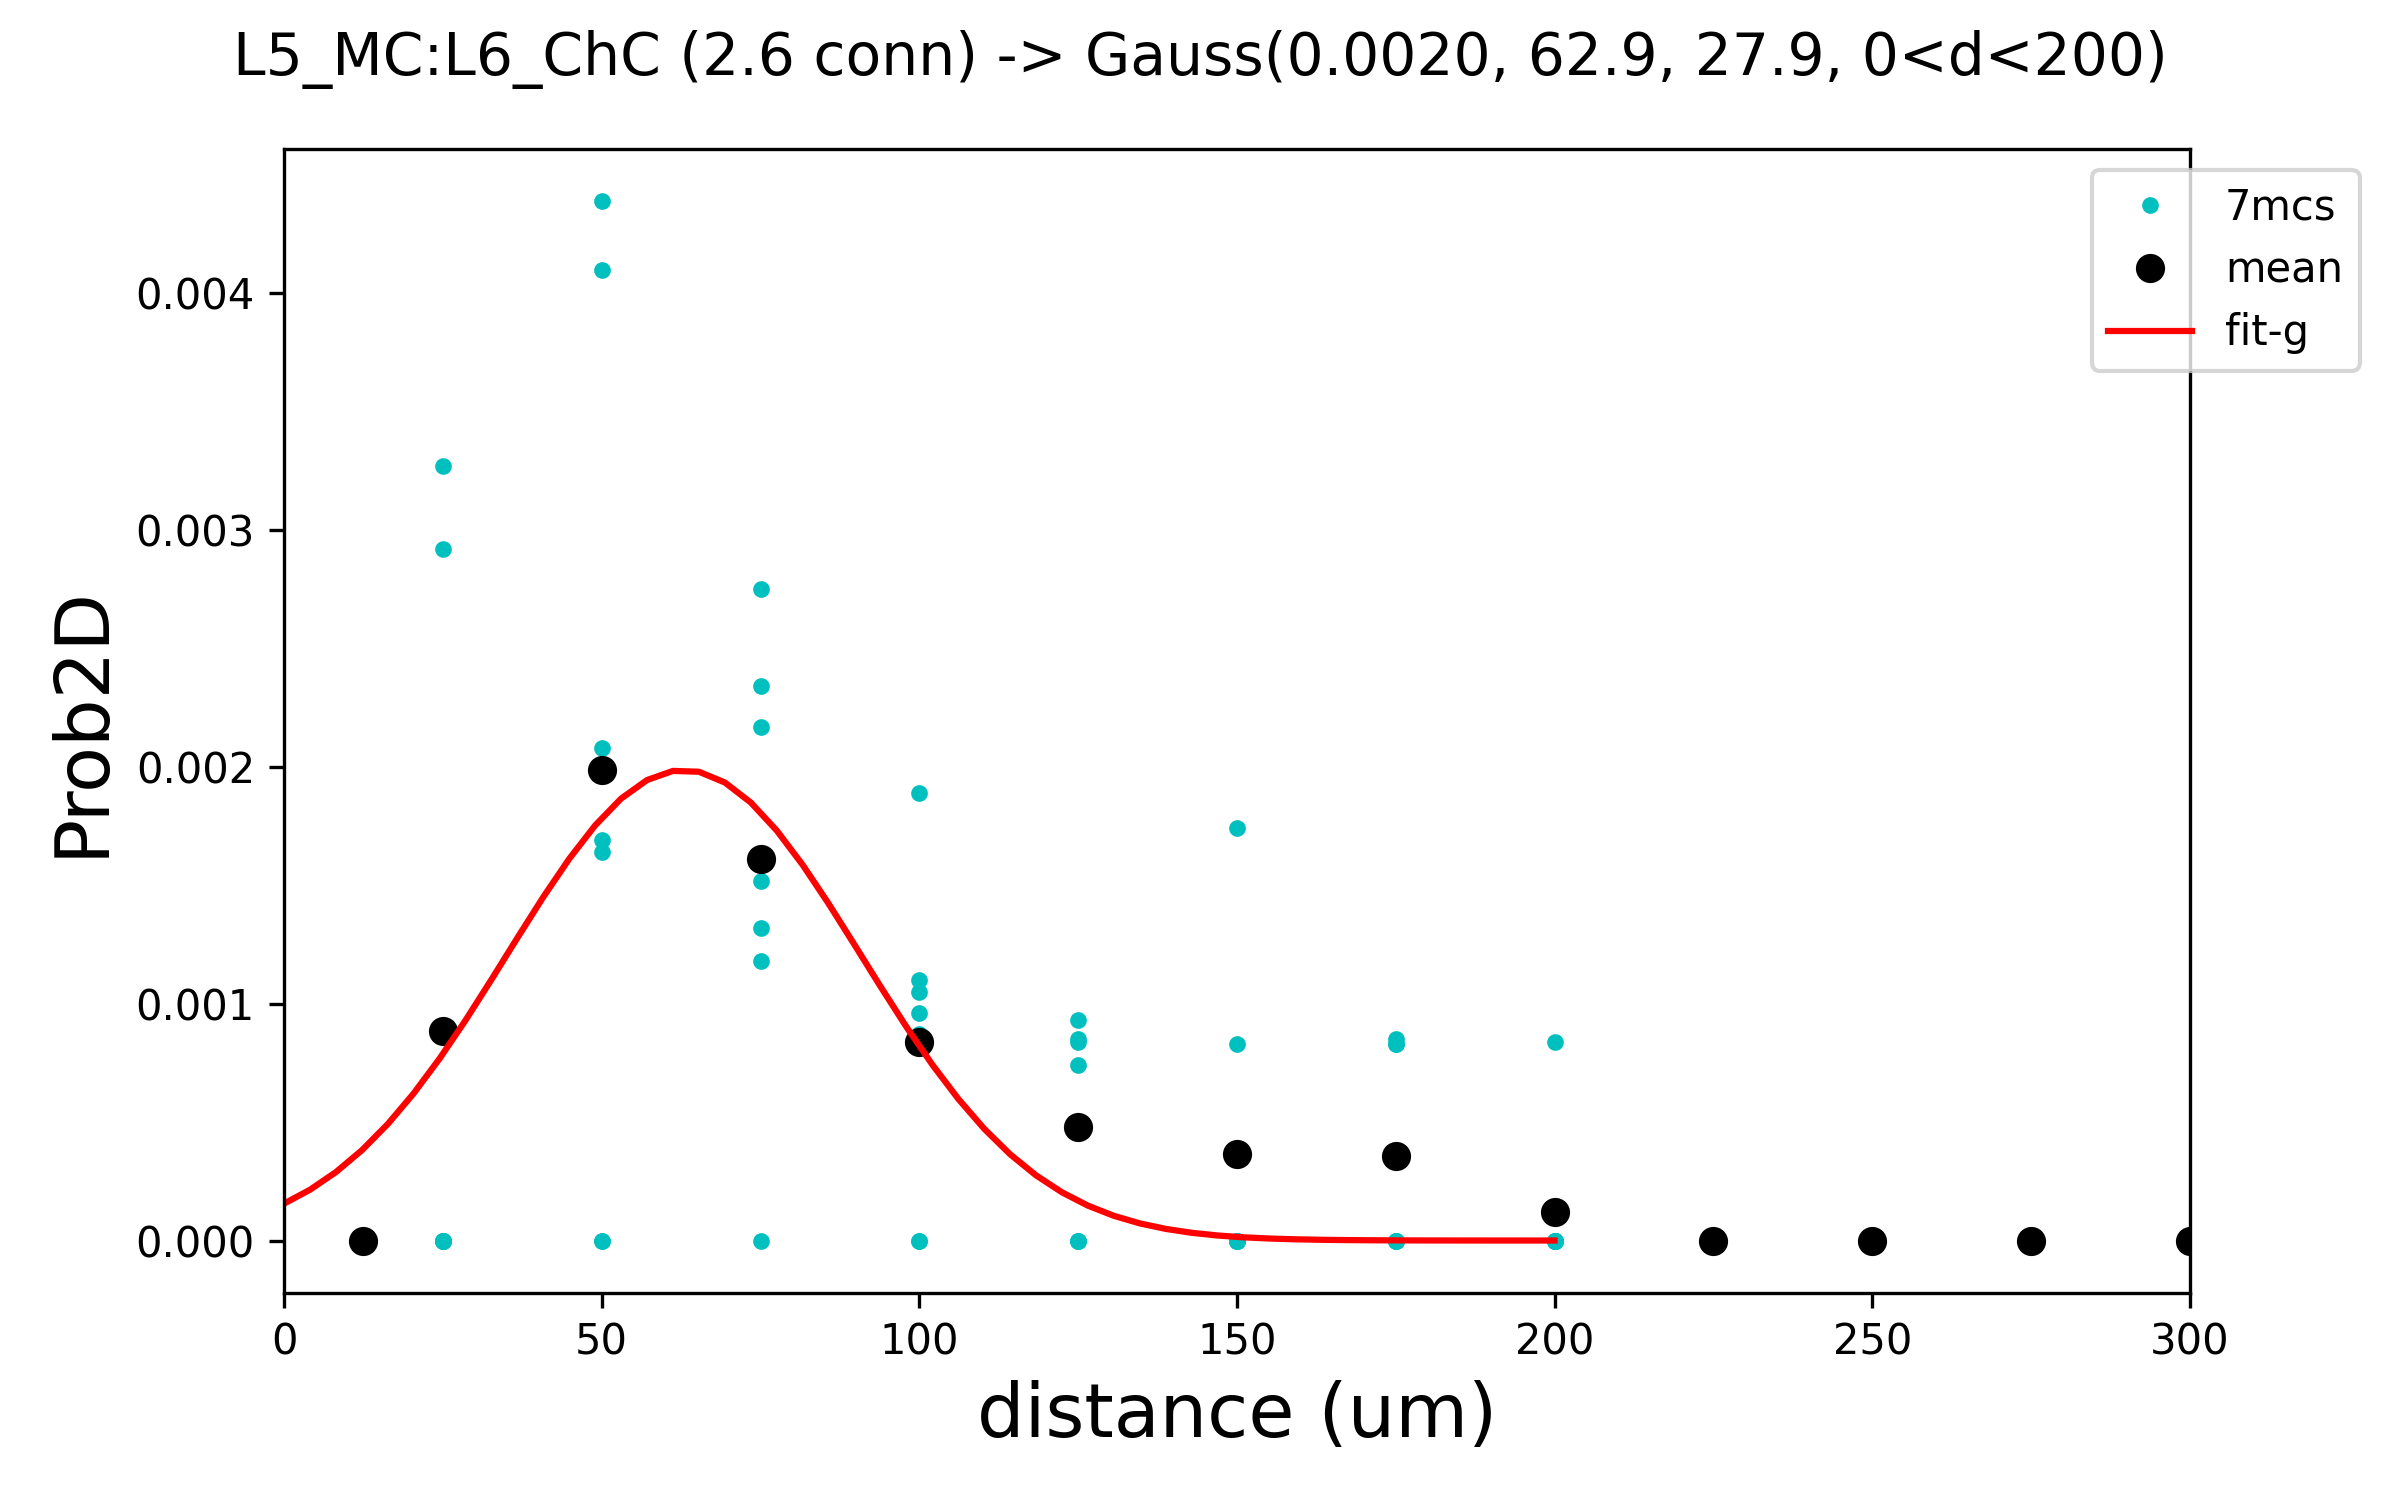 L5_MC:L6_ChC (2.6 conn) -> Gauss(0.0020, 62.9, 27.9, 0<d<200)
7mcs
mean
fit-g
Prob2D
0.004
0.003
0.002
0.001
0.000
0 50 100 150 200 250 300
distance (um)